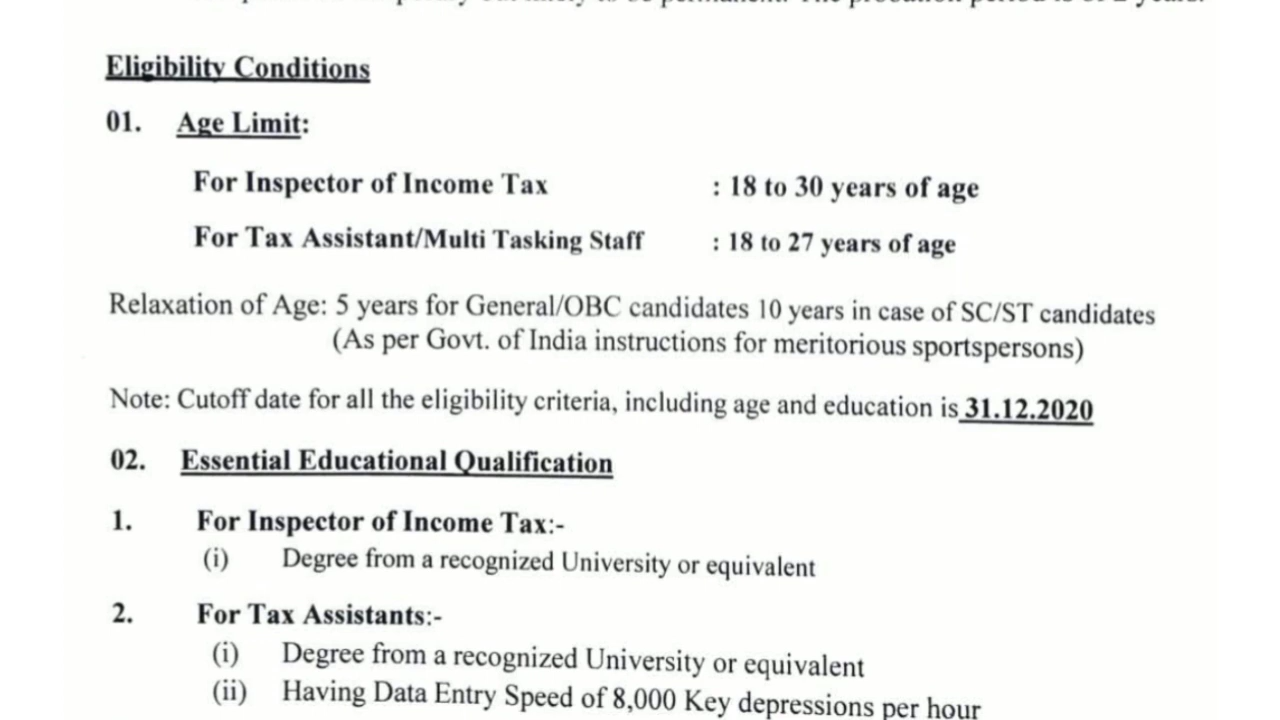 Eligibility Conditions
01. Age Limit:
For Inspector of Income Tax : 18 to 30 years of age
For Tax Assistant/Multi Tasking Staff : 18 to 27 years of age
Relaxation of Age: 5 years for General/OBC candidates 10 years in case of SC/ST candidates
(As per Govt. of India instructions for meritorious sportspersons)
Note: Cutoff date for all the eligibility criteria, including age and education is 31.12.2020
02. Essential Educational Qualification
1. For Inspector of Income Tax:-
(i) Degree from a recognized University or equivalent
2. For Tax Assistants:-
(i) Degree from a recognized University or equivalent
(ii) Having Data Entry Speed of 8,000 Key depressions per hour